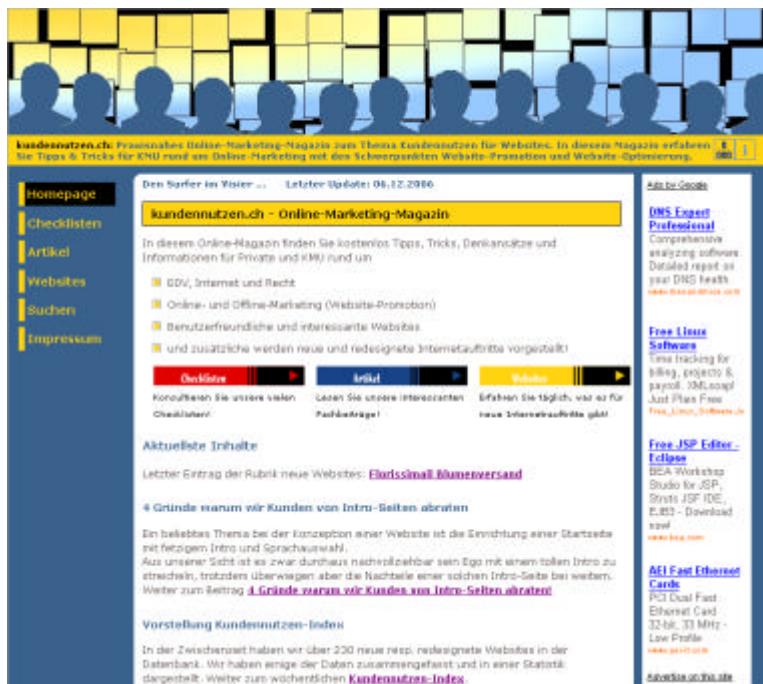 kundennutzen.ch: Praxisnahes Online-Marketing-Magazin zum Thema Kundennutzen für Websites. In diesem Magazin erfahren
Sie Tipps & Tricks für KMU rund um Online-Marketing mit den Schwerpunkten Website-Promotion und Website-Optimierung.
Homepage
Checklisten
Artikel
Websites
Suchen
Impressum
Den Surfer im Visier ... Letzter Update: 06.12.2006
kundennutzen.ch - Online-Marketing-Magazin
In diesem Online-Magazin finden Sie kostenlos Tipps, Tricks, Denkansätze und
Informationen für Private und KMU rund um
EDV, Internet und Recht
Online- und Offline-Marketing (Website-Promotion)
Benutzerfreundliche und interessante Websites
und zusätzliche werden neue und redesignete Internetauftritte vorgestellt!
Checklisten
Artikel
Websites
Konsultieren Sie unsere vielen
Checklisten!
Lesen Sie unsere interessanten
Fachbeiträge!
Erfahren Sie täglich, was es für
neue Internetauftritte gibt!
Aktuellste Inhalte
Letzter Eintrag der Rubrik neue Websites: Florissimall Blumenversand
4 Gründe warum wir Kunden von Intro-Seiten abraten
Ein beliebtes Thema bei der Konzeption einer Website ist die Einrichtung einer Startseite
mit fetzigem Intro und Sprachauswahl.
Aus unserer Sicht ist es zwar durchaus nachvollziehbar sein Ego mit einem tollen Intro zu
streicheln, trotzdem überwiegen aber die Nachteile einer solchen Intro-Seite bei weitem.
Weiter zum Beitrag 4 Gründe warum wir Kunden von Intro-Seiten abraten!
Vorstellung Kundennutzen-Index
In der Zwischenzeit haben wir über 230 neue resp. redesignete Websites in der
Datenbank. Wir haben einige der Daten zusammengefasst und in einer Statistik
dargestellt. Weiter zum wöchentlichen Kundennutzen-Index.
Ads by Google
DNS Expert
Professional
Comprehensive
analyzing software.
Detailed report on
your DNS health
Free Linux
Software
Time tracking for
billing, projects &
payroll. XML,soap!
Just Plain Free
Free JSP Editor -
Eclipse
BEA Workshop
Studio for JSP,
Struts JSF IDE,
EJB3 - Download
now!
www.bea.com
AEI Fast Ethernet
Cards
PCI Dual Fast
Ethernet Card
32-bit, 33 MHz -
Low Profile
Advertise on this site